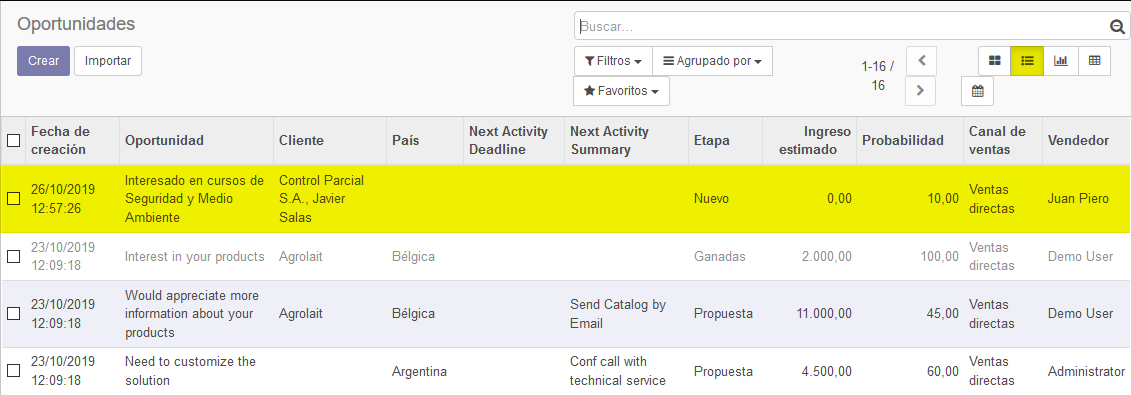 Oportunidades
Buscar...
Crear
Importar
Filtros
Agrupado por
Favoritos
1-16 /
16
Fecha de
creación
Oportunidad
Cliente
País
Next Activity
Deadline
Next Activity
Summary
Etapa
Ingreso
estimado
Probabilidad
Canal de
ventas
Vendedor
26/10/2019
12:57:26
Interesado en cursos de
Seguridad y Medio
Ambiente
Control Parcial
S.A., Javier
Salas
Nuevo
0,00
10,00
Ventas
directas
Juan Piero
23/10/2019
12:09:18
Interest in your products
Agrolait
Bélgica
Ganadas
2.000,00
100,00
Ventas
directas
Demo User
23/10/2019
12:09:18
Would appreciate more
information about your
products
Agrolait
Bélgica
Send Catalog by
Email
Propuesta
11.000,00
45,00
Ventas
directas
Demo User
23/10/2019
12:09:18
Need to customize the
solution
Argentina
Conf call with
technical service
Propuesta
4.500,00
60,00
Ventas
directas
Administrator